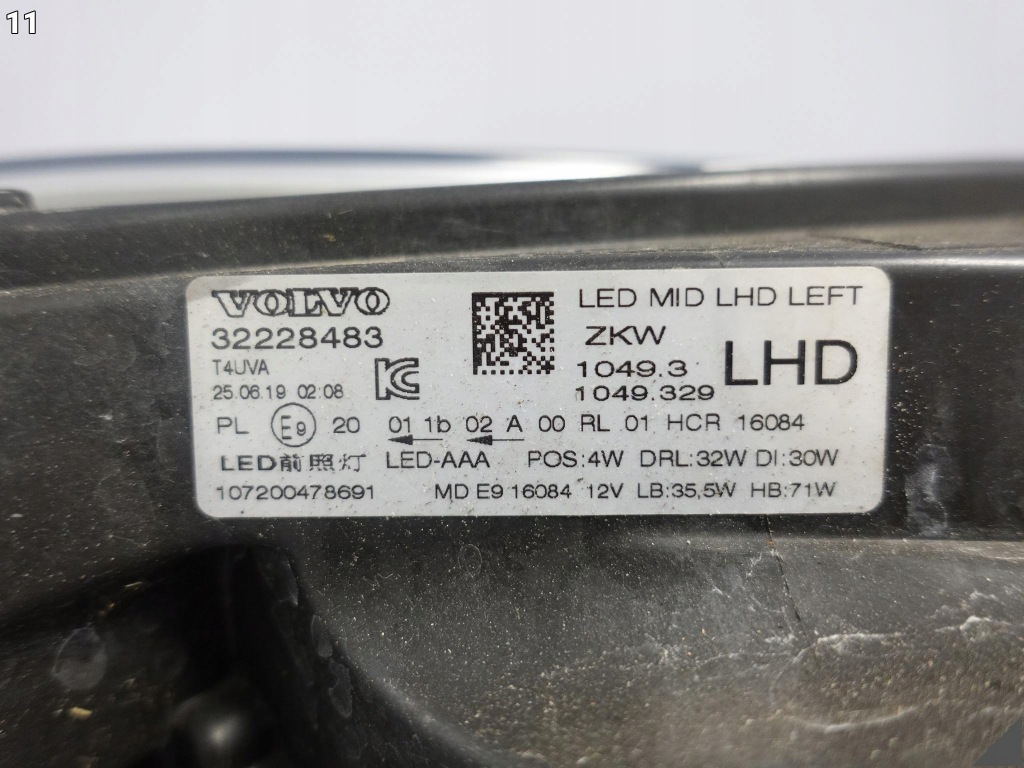 11
VOLVO
32228483
T4UVA
25.06.19 02:08
LED MID LHD LEFT
ZKW
1049.3
1049.329
LHD
PL E9 20 01 1b 02 A 00 RL 01 HCR 16084
LED前照灯 LED-AAA POS:4W DRL:32W DI:30W
107200478691 MD E9 16084 12V LB:35,5W HB:71W